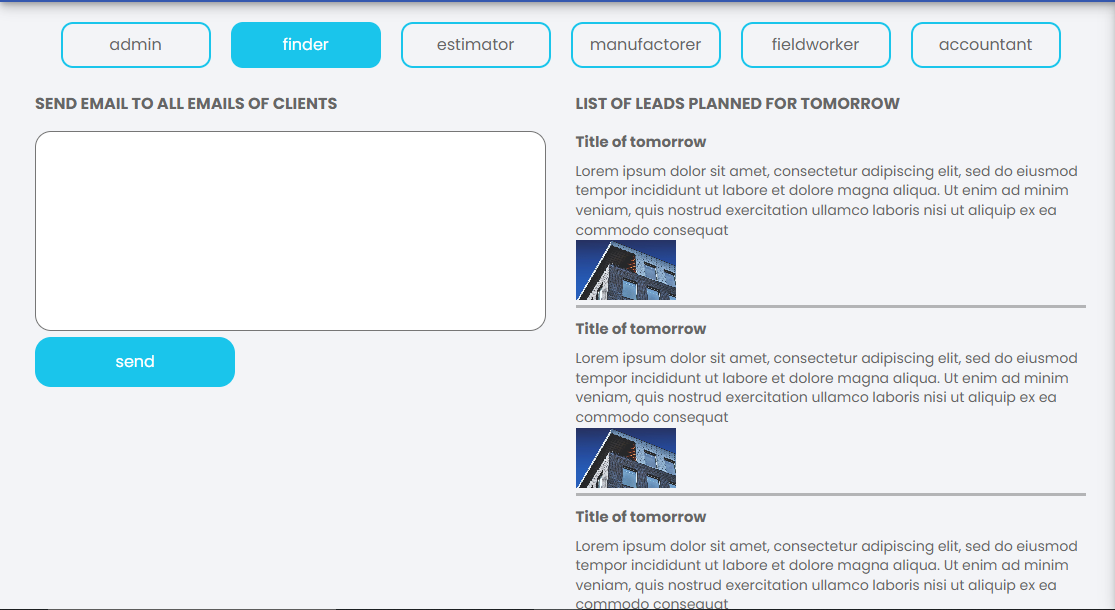 admin
finder
estimator
manufactorer
fieldworker
accountant
SEND EMAIL TO ALL EMAILS OF CLIENTS
send
LIST OF LEADS PLANNED FOR TOMORROW
Title of tomorrow
Lorem ipsum dolor sit amet, consectetur adipiscing elit, sed do eiusmod
tempor incididunt ut labore et dolore magna aliqua. Ut enim ad minim
veniam, quis nostrud exercitation ullamco laboris nisi ut aliquip ex ea
commodo consequat
Title of tomorrow
Lorem ipsum dolor sit amet, consectetur adipiscing elit, sed do eiusmod
tempor incididunt ut labore et dolore magna aliqua. Ut enim ad minim
veniam, quis nostrud exercitation ullamco laboris nisi ut aliquip ex ea
commodo consequat
Title of tomorrow
Lorem ipsum dolor sit amet, consectetur adipiscing elit, sed do eiusmod
tempor incididunt ut labore et dolore magna aliqua. Ut enim ad minim
veniam, quis nostrud exercitation ullamco laboris nisi ut aliquip ex ea
commodo consequat